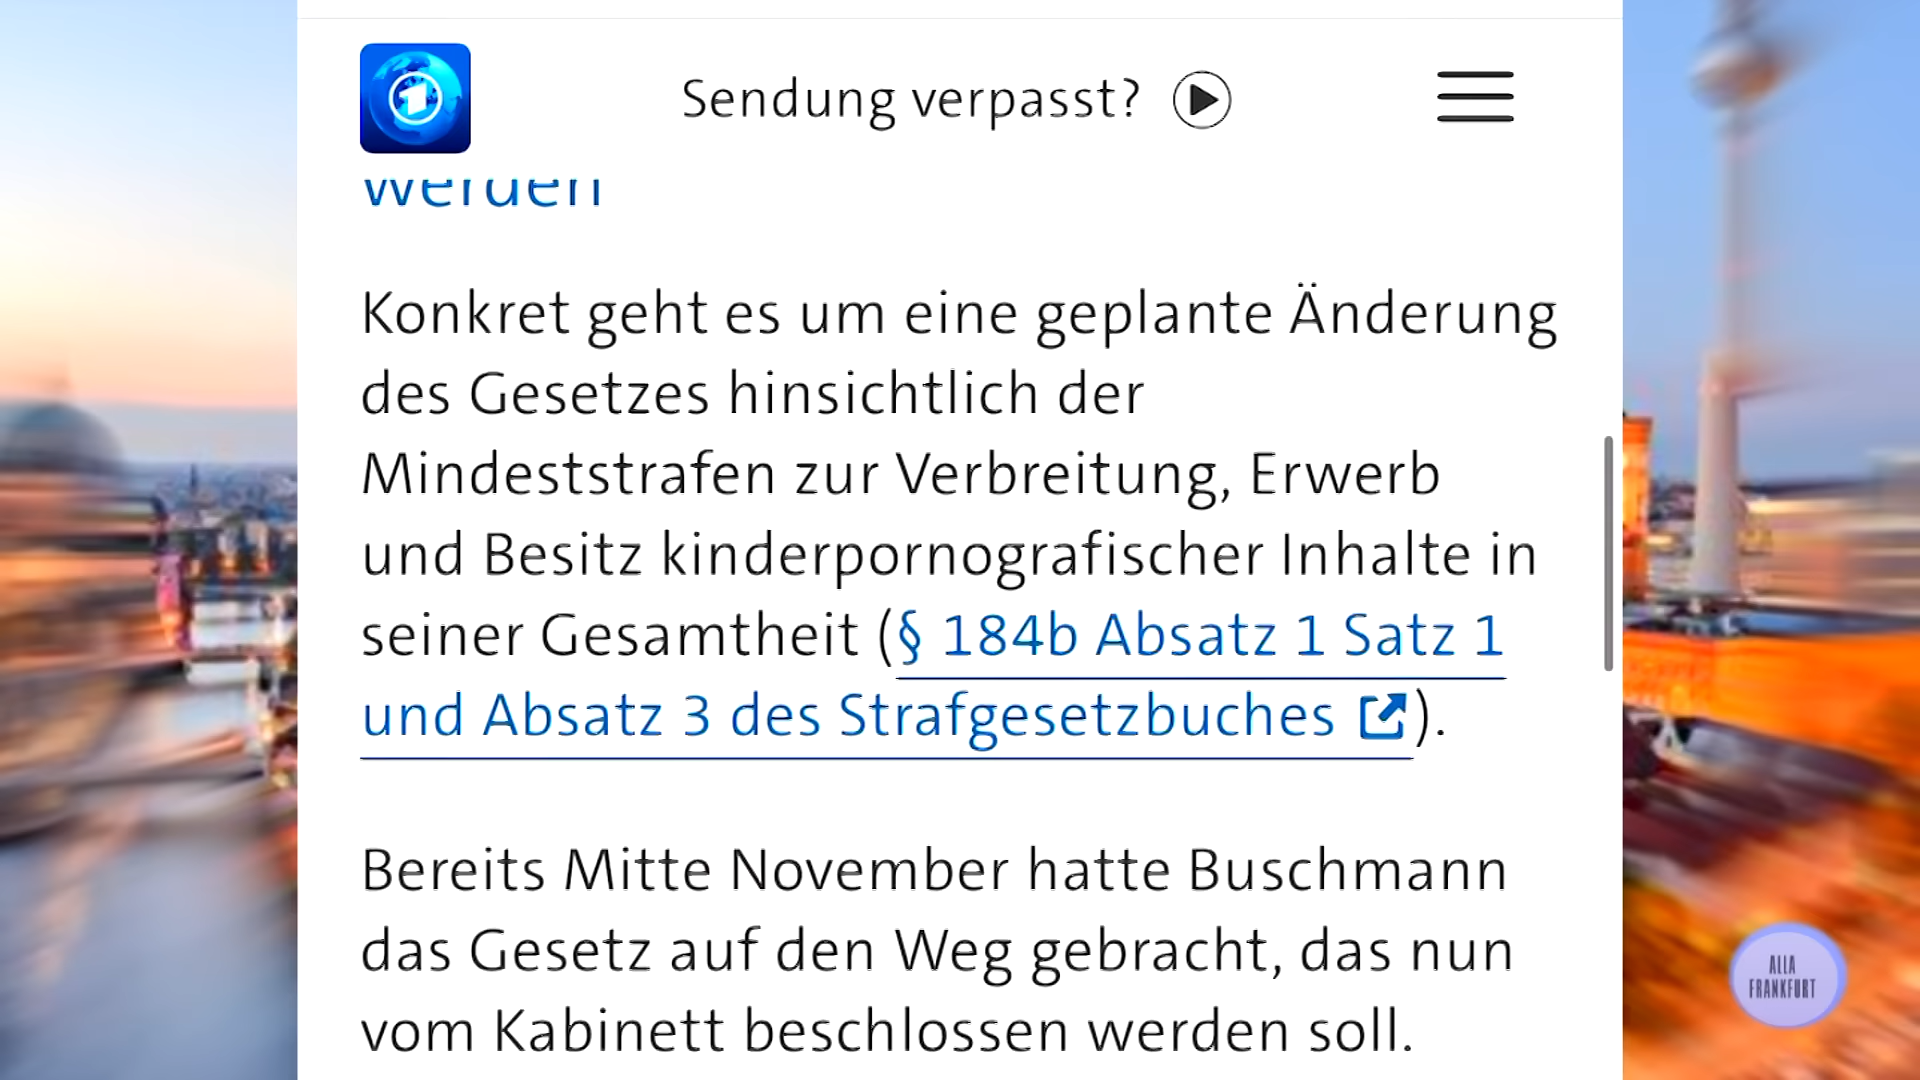 Sendung verpasst?
werden
Konkret geht es um eine geplante Änderung
des Gesetzes hinsichtlich der
Mindeststrafen zur Verbreitung, Erwerb
und Besitz kinderpornografischer Inhalte in
seiner Gesamtheit (§ 184b Absatz 1 Satz 1
und Absatz 3 des Strafgesetzbuches).
Bereits Mitte November hatte Buschmann
das Gesetz auf den Weg gebracht, das nun
vom Kabinett beschlossen werden soll.
ALLA
FRANKFURT